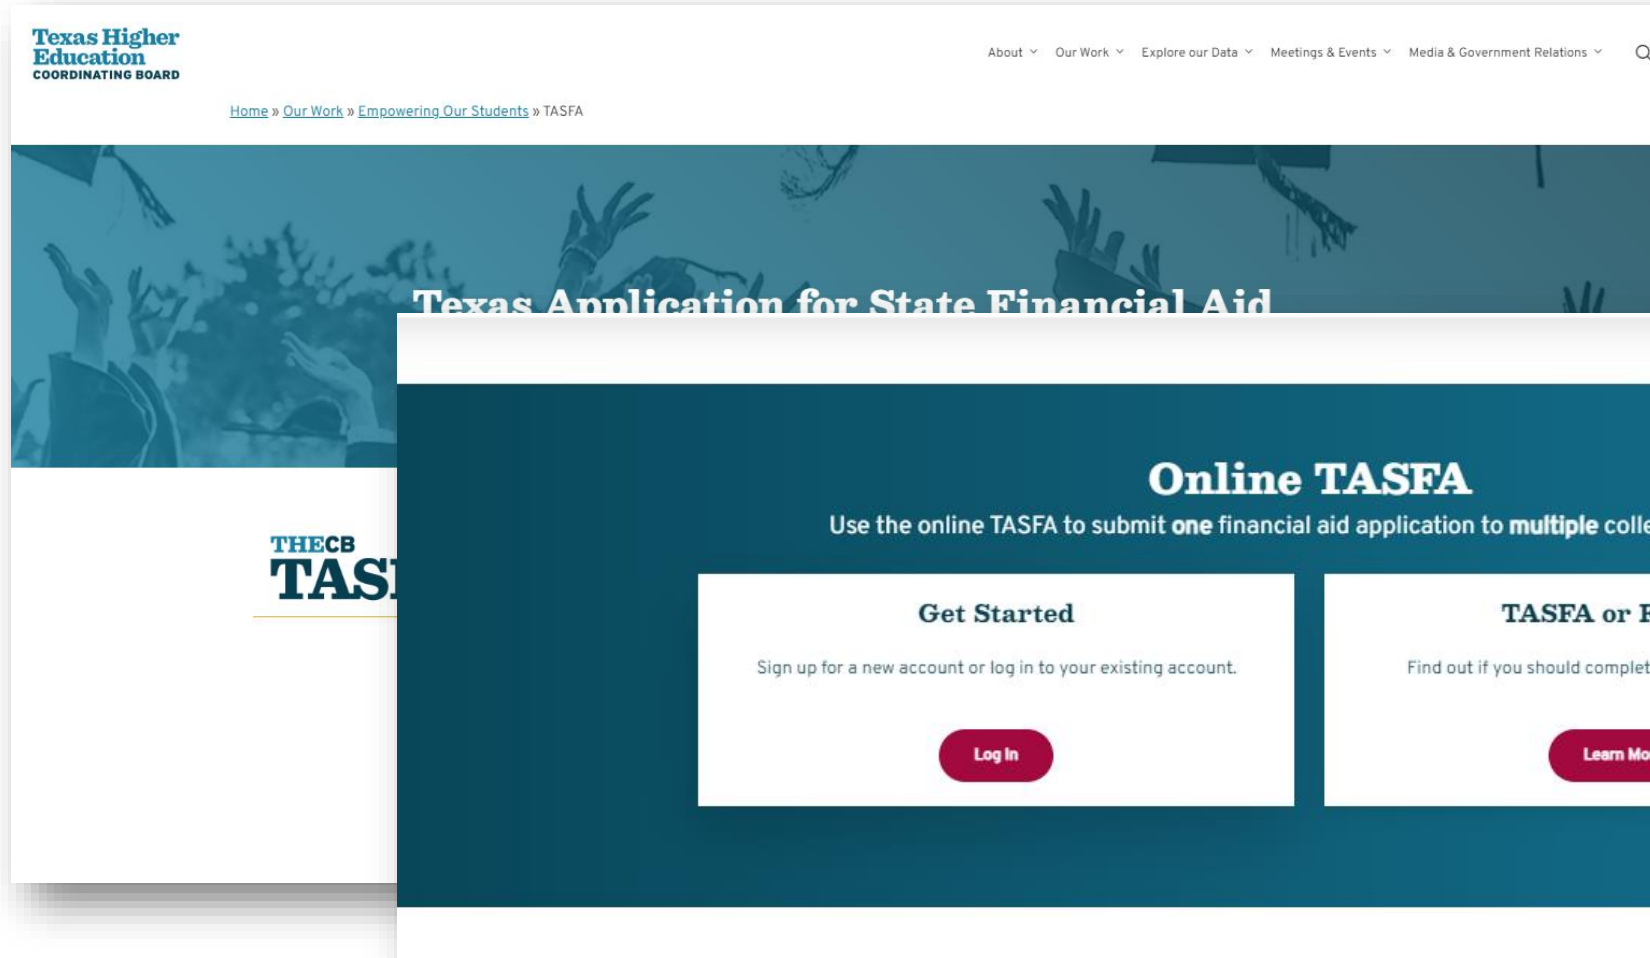 Texas Higher
Education
COORDINATING BOARD
About
Our Work
Explore our Data
Meetings & Events
Media & Government Relations
Home » Our Work » Empowering Our Students » TASFA
Texas Application for State Financial Aid
THECB
Online TASFA
Use the online TASFA to submit one financial aid application to multiple
Get Started
Sign up for a new account or log in to your existing account.
Log In
TASFA or
Find out if you should
Learn